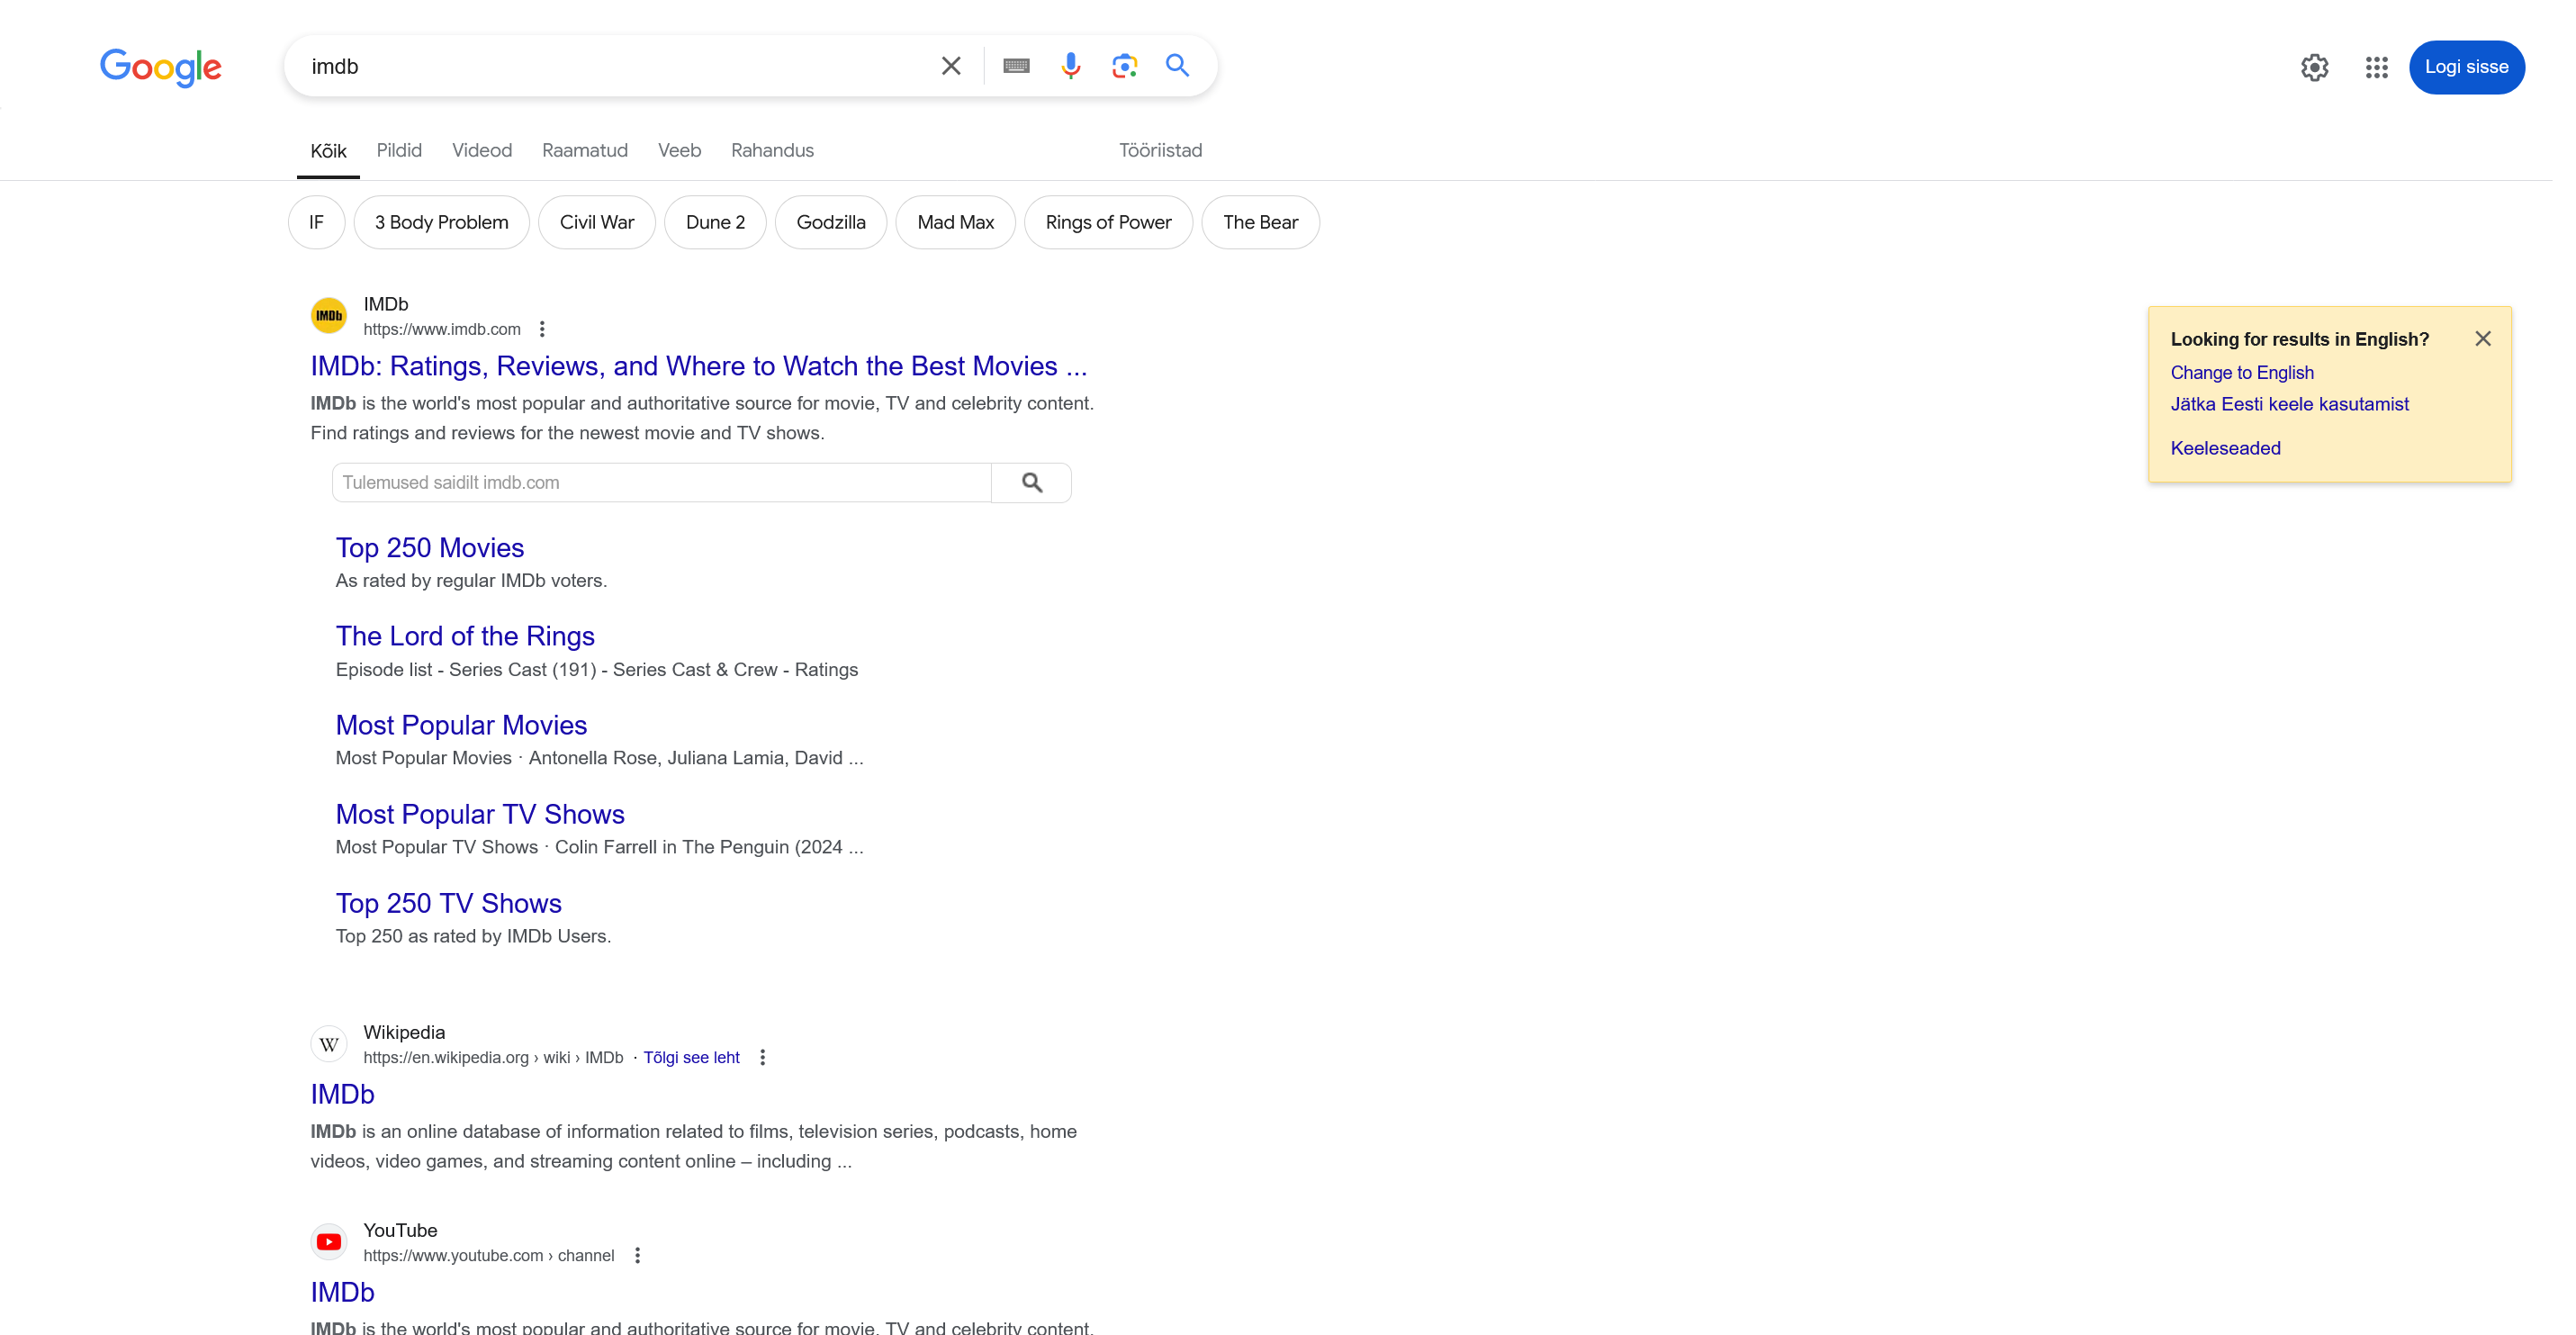 Google
imdb
Logi sisse
Kõik Pildid Videod Raamatud Veeb Rahandus Tööriistad
IF 3 Body Problem Civil War Dune 2 Godzilla Mad Max Rings of Power The Bear
IMDb
IMDb
https://www.imdb.com
IMDb: Ratings, Reviews, and Where to Watch the Best Movies ...
IMDb is the world's most popular and authoritative source for movie, TV and celebrity content.
Find ratings and reviews for the newest movie and TV shows.
Tulemused saidilt imdb.com
Top 250 Movies
As rated by regular IMDb voters.
The Lord of the Rings
Episode list - Series Cast (191) - Series Cast & Crew - Ratings
Most Popular Movies
Most Popular Movies · Antonella Rose, Juliana Lamia, David ...
Most Popular TV Shows
Most Popular TV Shows · Colin Farrell in The Penguin (2024 ...
Top 250 TV Shows
Top 250 as rated by IMDb Users.
W
Wikipedia
https://en.wikipedia.org › wiki › IMDb · Tõlgi see leht
IMDb
IMDb is an online database of information related to films, television series, podcasts, home
videos, video games, and streaming content online – including ...
YouTube
https://www.youtube.com › channel
IMDb
IMDb is the world's most popular and authoritative source for movie, TV and celebrity content.
Looking for results in English?
Change to English
Jätka Eesti keele kasutamist
Keeleseaded